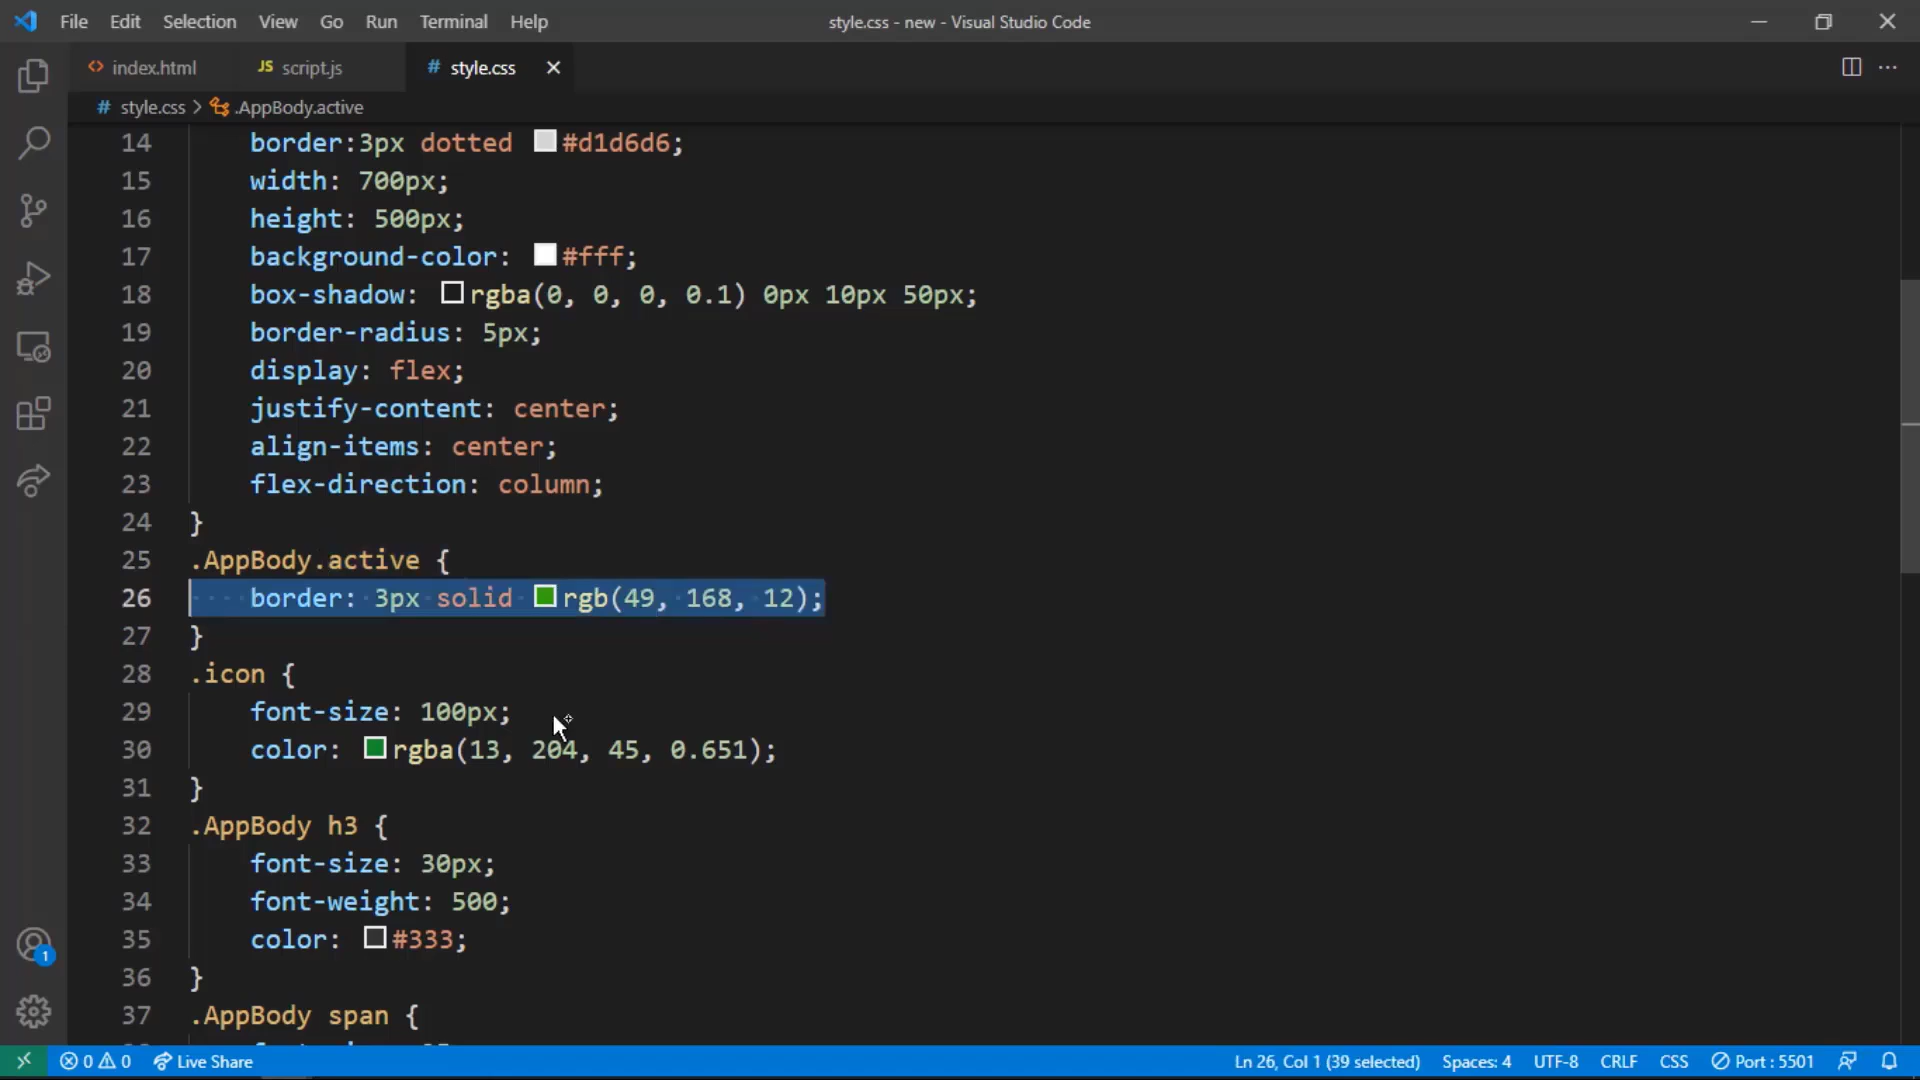 File Edit Selection View Go Run Terminal Help style.css - new - Visual Studio Code
<> index.html JS script.js # style.css
# style.css > .AppBody.active
14 border:3px dotted #d1d6d6;
15 width: 700px;
16 height: 500px;
17 background-color: #fff;
18 box-shadow: rgba(0, 0, 0, 0.1) 0px 10px 50px;
19 border-radius: 5px;
20 display: flex;
21 justify-content: center;
22 align-items: center;
23 flex-direction: column;
24 }
25 .AppBody.active {
26 border: 3px solid rgb(49, 168, 12);
27 }
28 .icon {
29 font-size: 100px;
30 color: rgba(13, 204, 45, 0.651);
31 }
32 .AppBody h3 {
33 font-size: 30px;
34 font-weight: 500;
35 color: #333;
36 }
37 .AppBody span {
1
0 0 Live Share Ln 26, Col 1 (39 selected) Spaces: 4 UTF-8 CRLF CSS Port : 5501